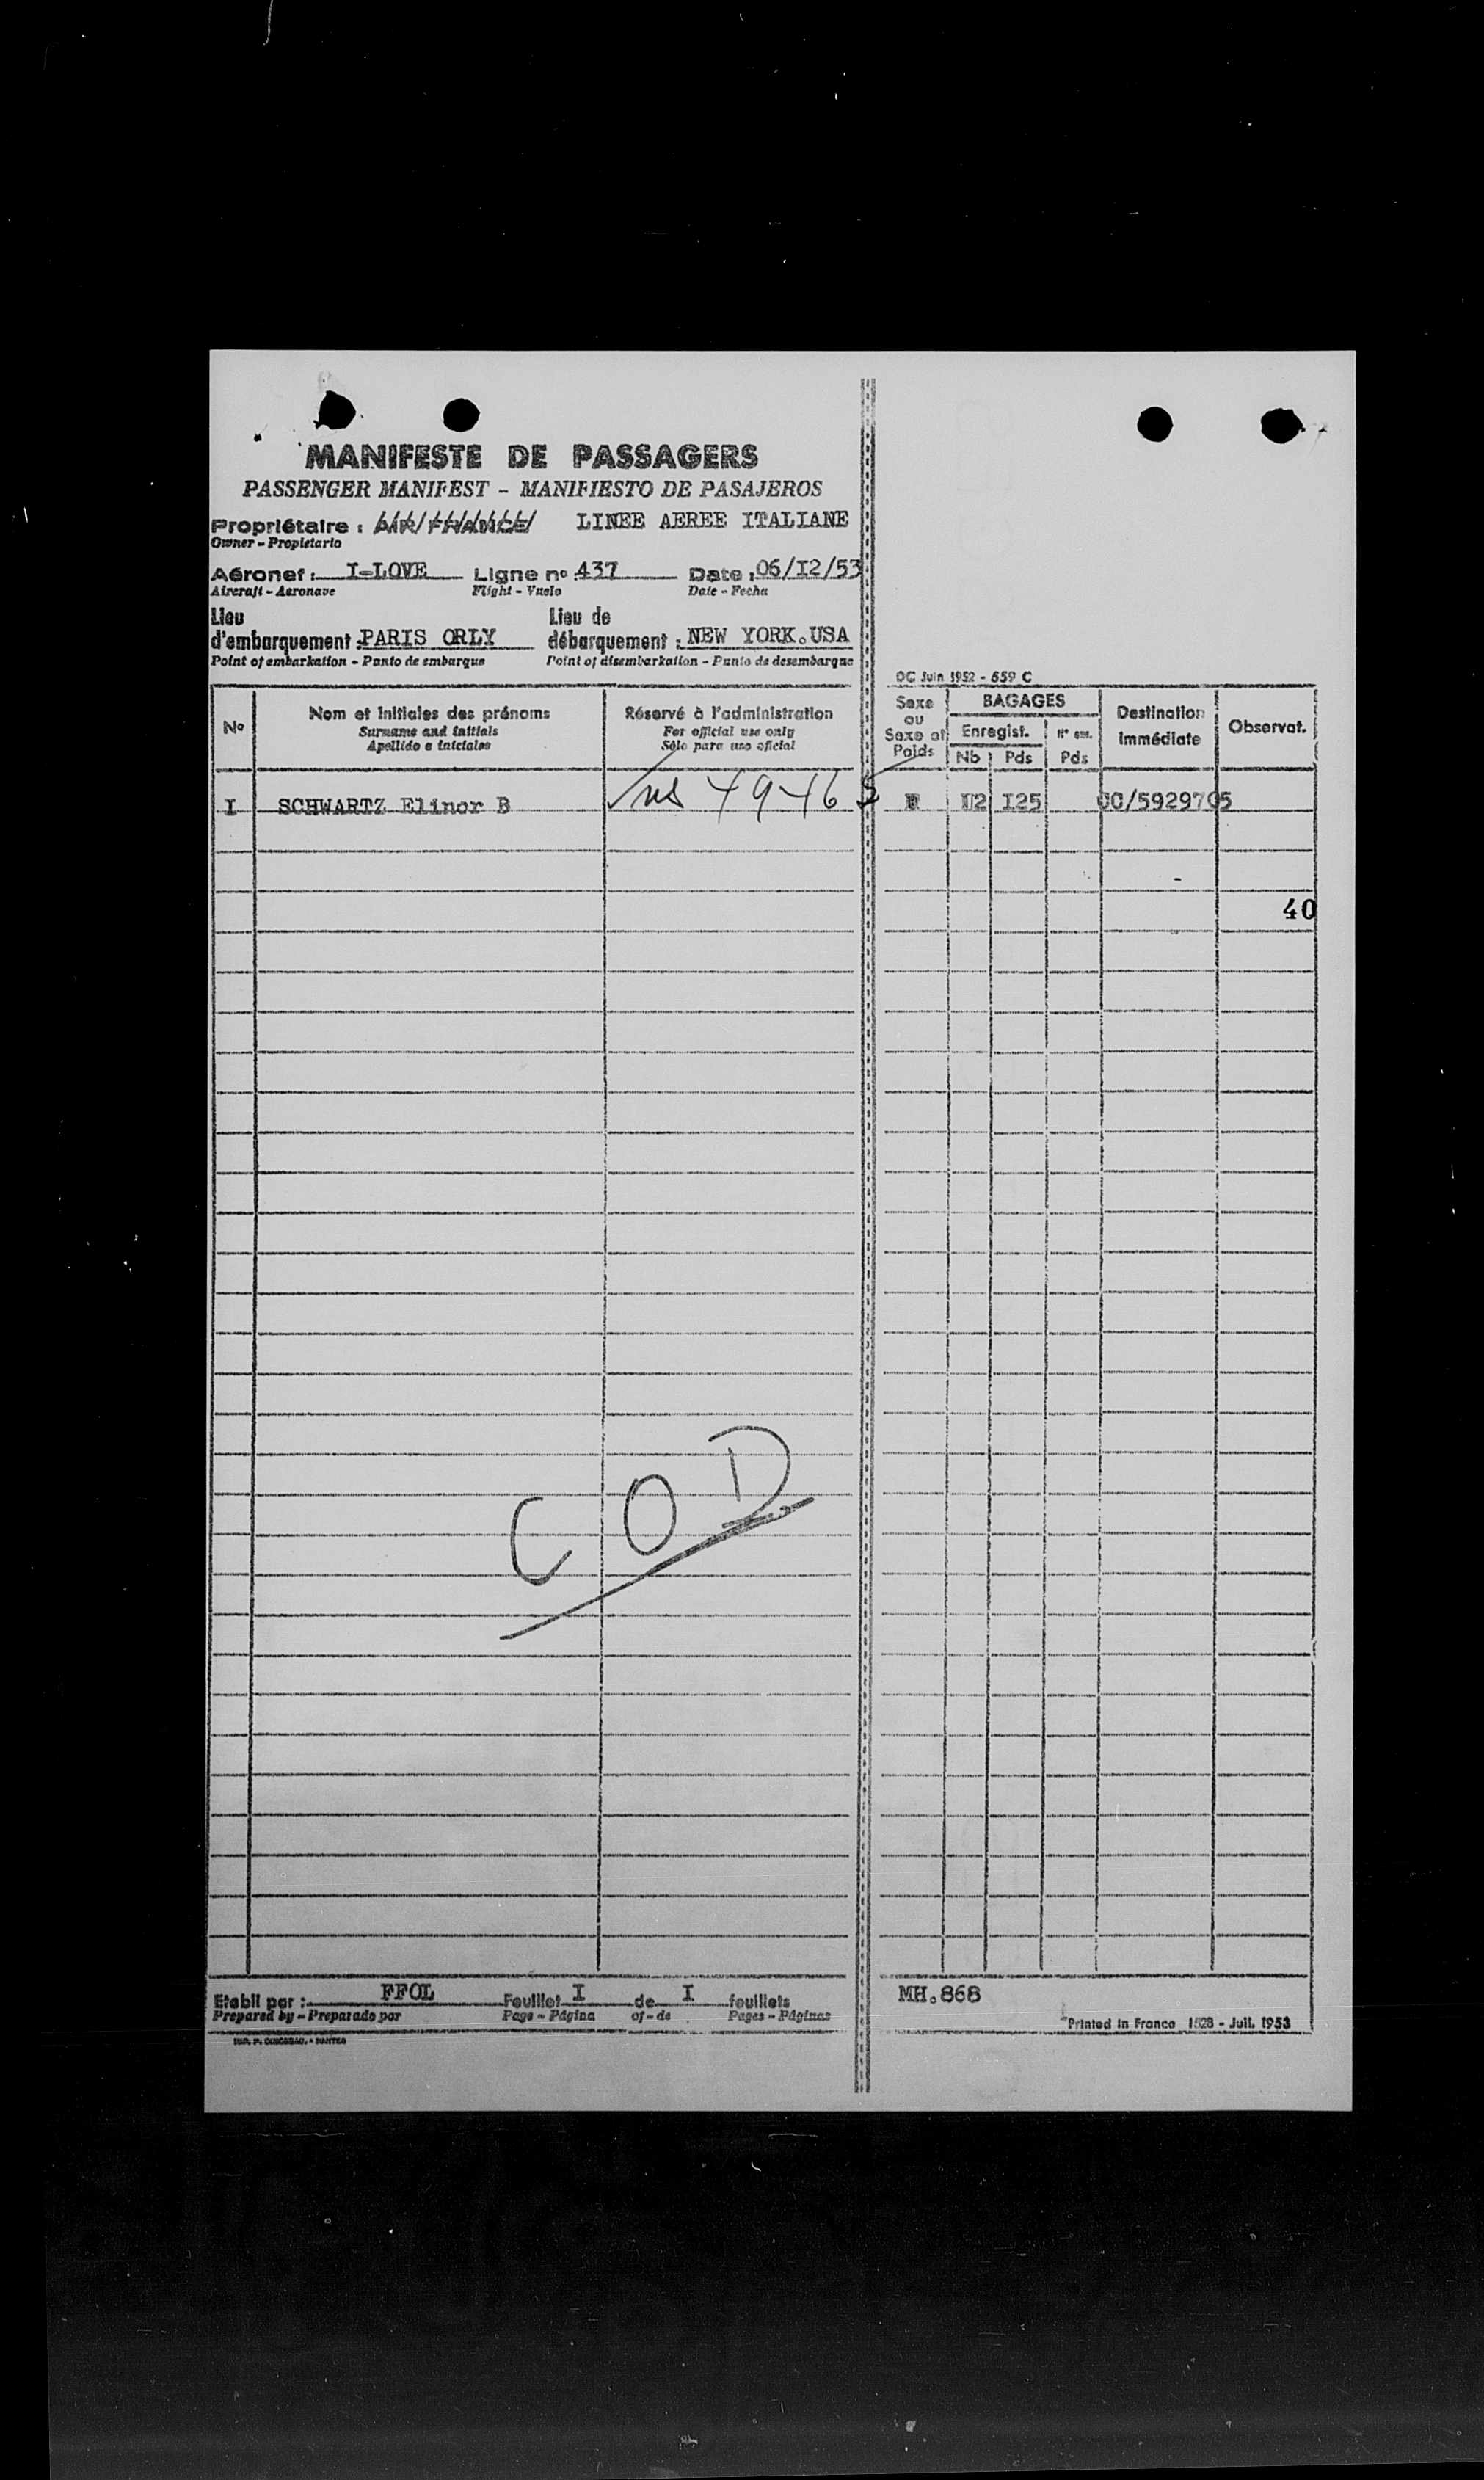 MANIFESTE DE PASSAGERS
PASSENGER MANIFEST - MANIFIESTO DE PASAJEROS
Propriétaire : AIR FRANCE LINEE AEREE ITALIANE
Owner - Propietario
Aéronef : I-LOVE Ligne n° 437 Date : 06/I2/53
Aircraft - Aeronave Flight - Vuelo Date - Fecha
Lieu d'embarquement : PARIS ORLY Lieu de débarquement : NEW YORK.USA
Point of embarkation - Punto de embarque Point of disembarkation - Punto de desembarque
OC Juin 1952 - 659 C
N° Nom et initiales des prénoms Réservé à l'administration Sexe ou Sexe et Poids BAGAGES Destination immédiate Observat.
Surname and initials For official use only Enregist.
Apellido e iniciales Sólo para uso oficial Nb Pds Pds
I SCHWARTZ Elinor B 4946 F U2 I25 CC/5929705
40
C O D
Etabli par : FFOL Feuillet I de I feuillets MH.868
Prepared by - Preparado por Page - Página of - de Pages - Páginas
Printed in France 1528 - Juil. 1953